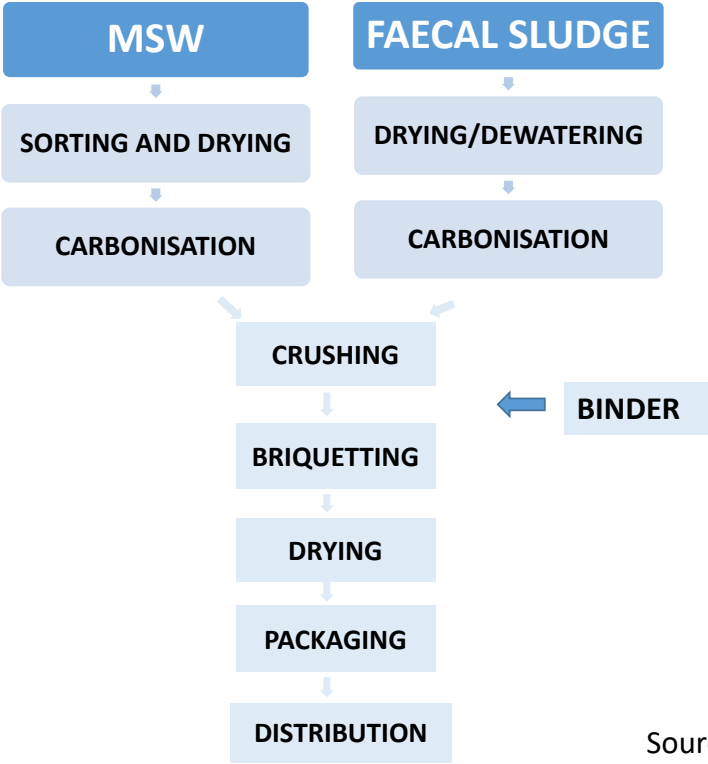 MSW
FAECAL SLUDGE
SORTING AND DRYING
DRYING/DEWATERING
CARBONISATION
CARBONISATION
CRUSHING
BINDER
BRIQUETTING
DRYING
PACKAGING
DISTRIBUTION
Sour